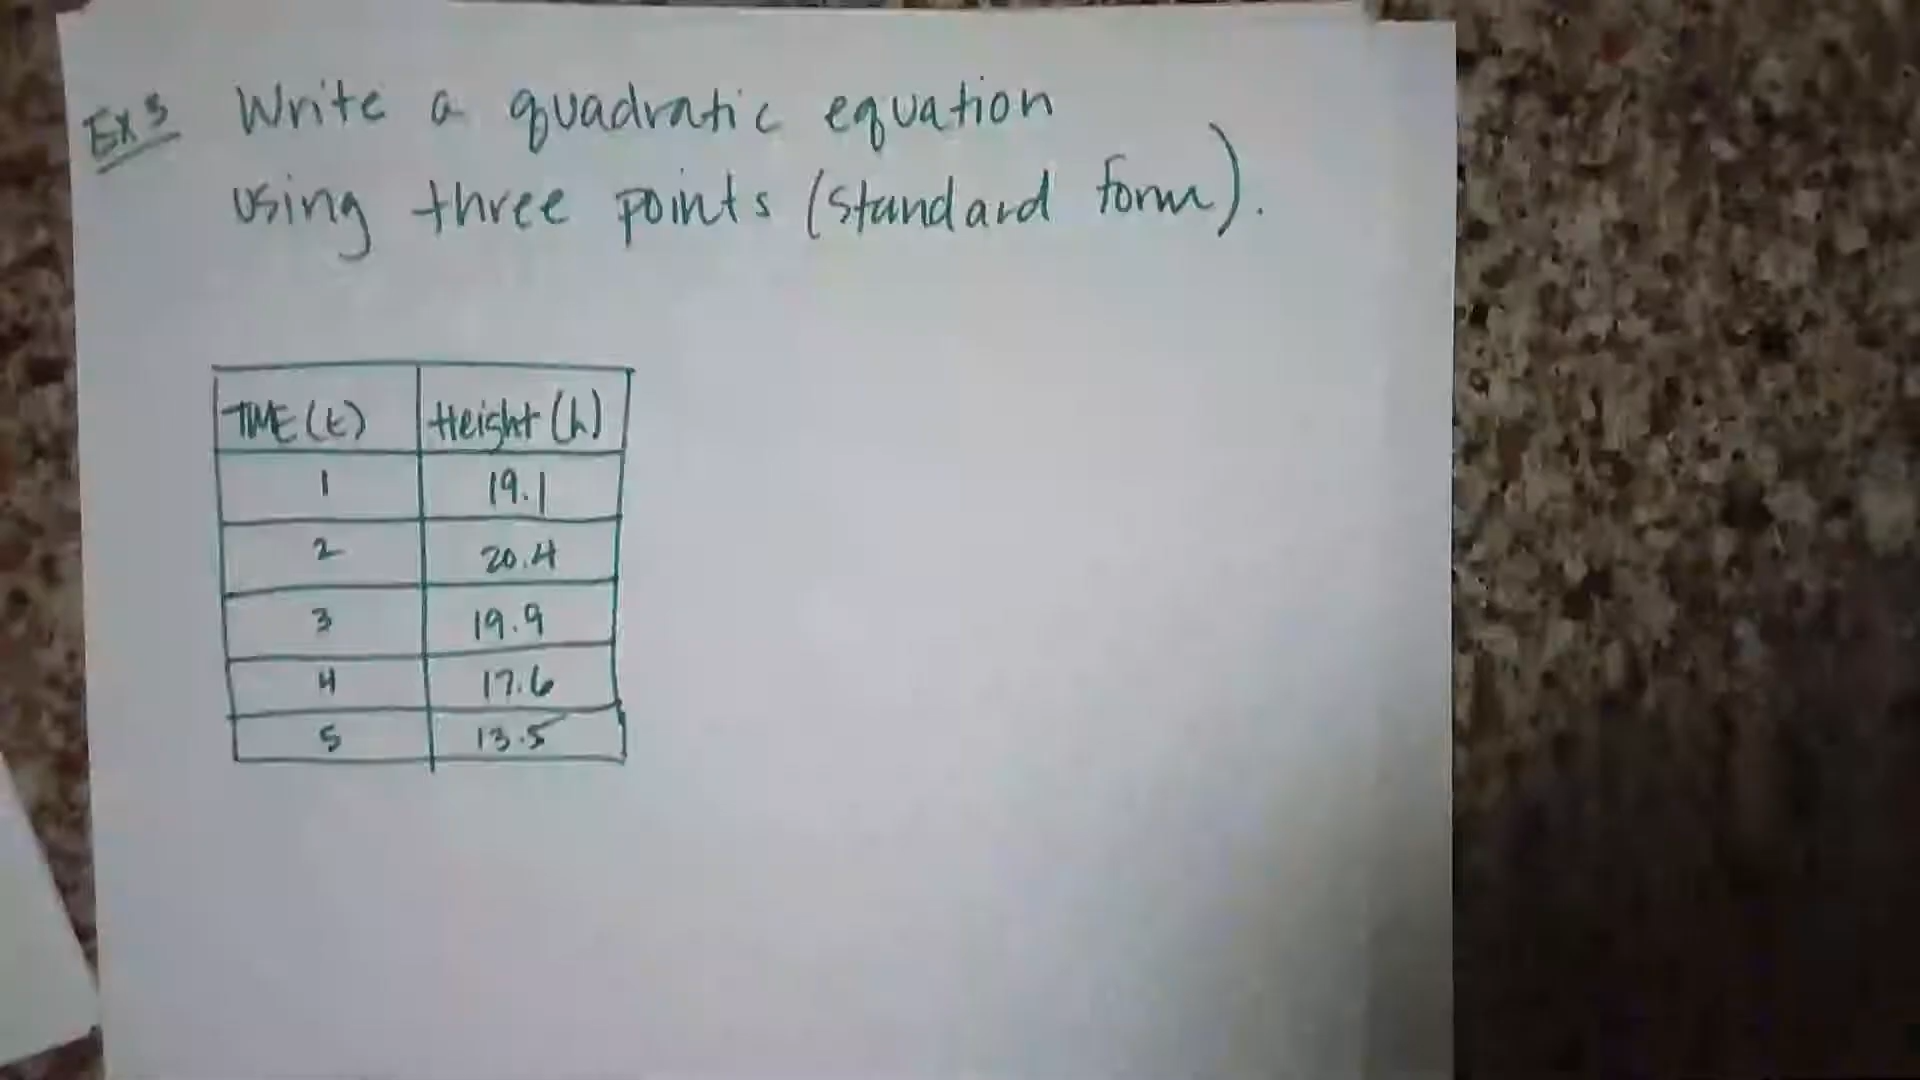 Ex 3 Write a quadratic equation
using three points (standard form).
TIME (t) Height (h)
1 19.1
2 20.4
3 19.9
4 17.6
5 13.5